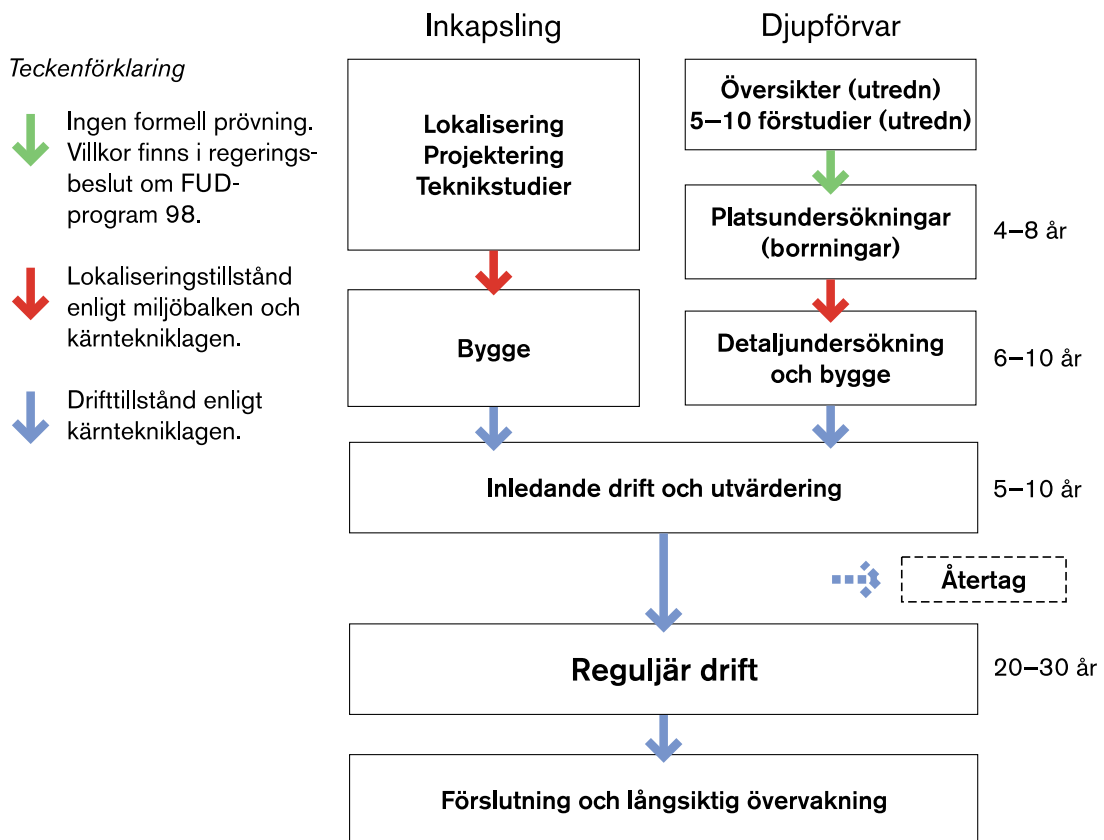 Inkapsling
Djupförvar
Teckenförklaring
Ingen formell prövning.
Villkor finns i regerings-
beslut om FUD-
program 98.
Lokaliseringstillstånd
enligt miljöbalken och
kärntekniklagen.
Drifttillstånd enligt
kärntekniklagen.
Lokalisering
Projektering
Teknikstudier
Översikter (utredn)
5–10 förstudier (utredn)
Platsundersökningar
(borrningar)
4–8 år
Bygge
Detaljundersökning
och bygge
6–10 år
Inledande drift och utvärdering
5–10 år
Återtag
Reguljär drift
20–30 år
Förslutning och långsiktig övervakning